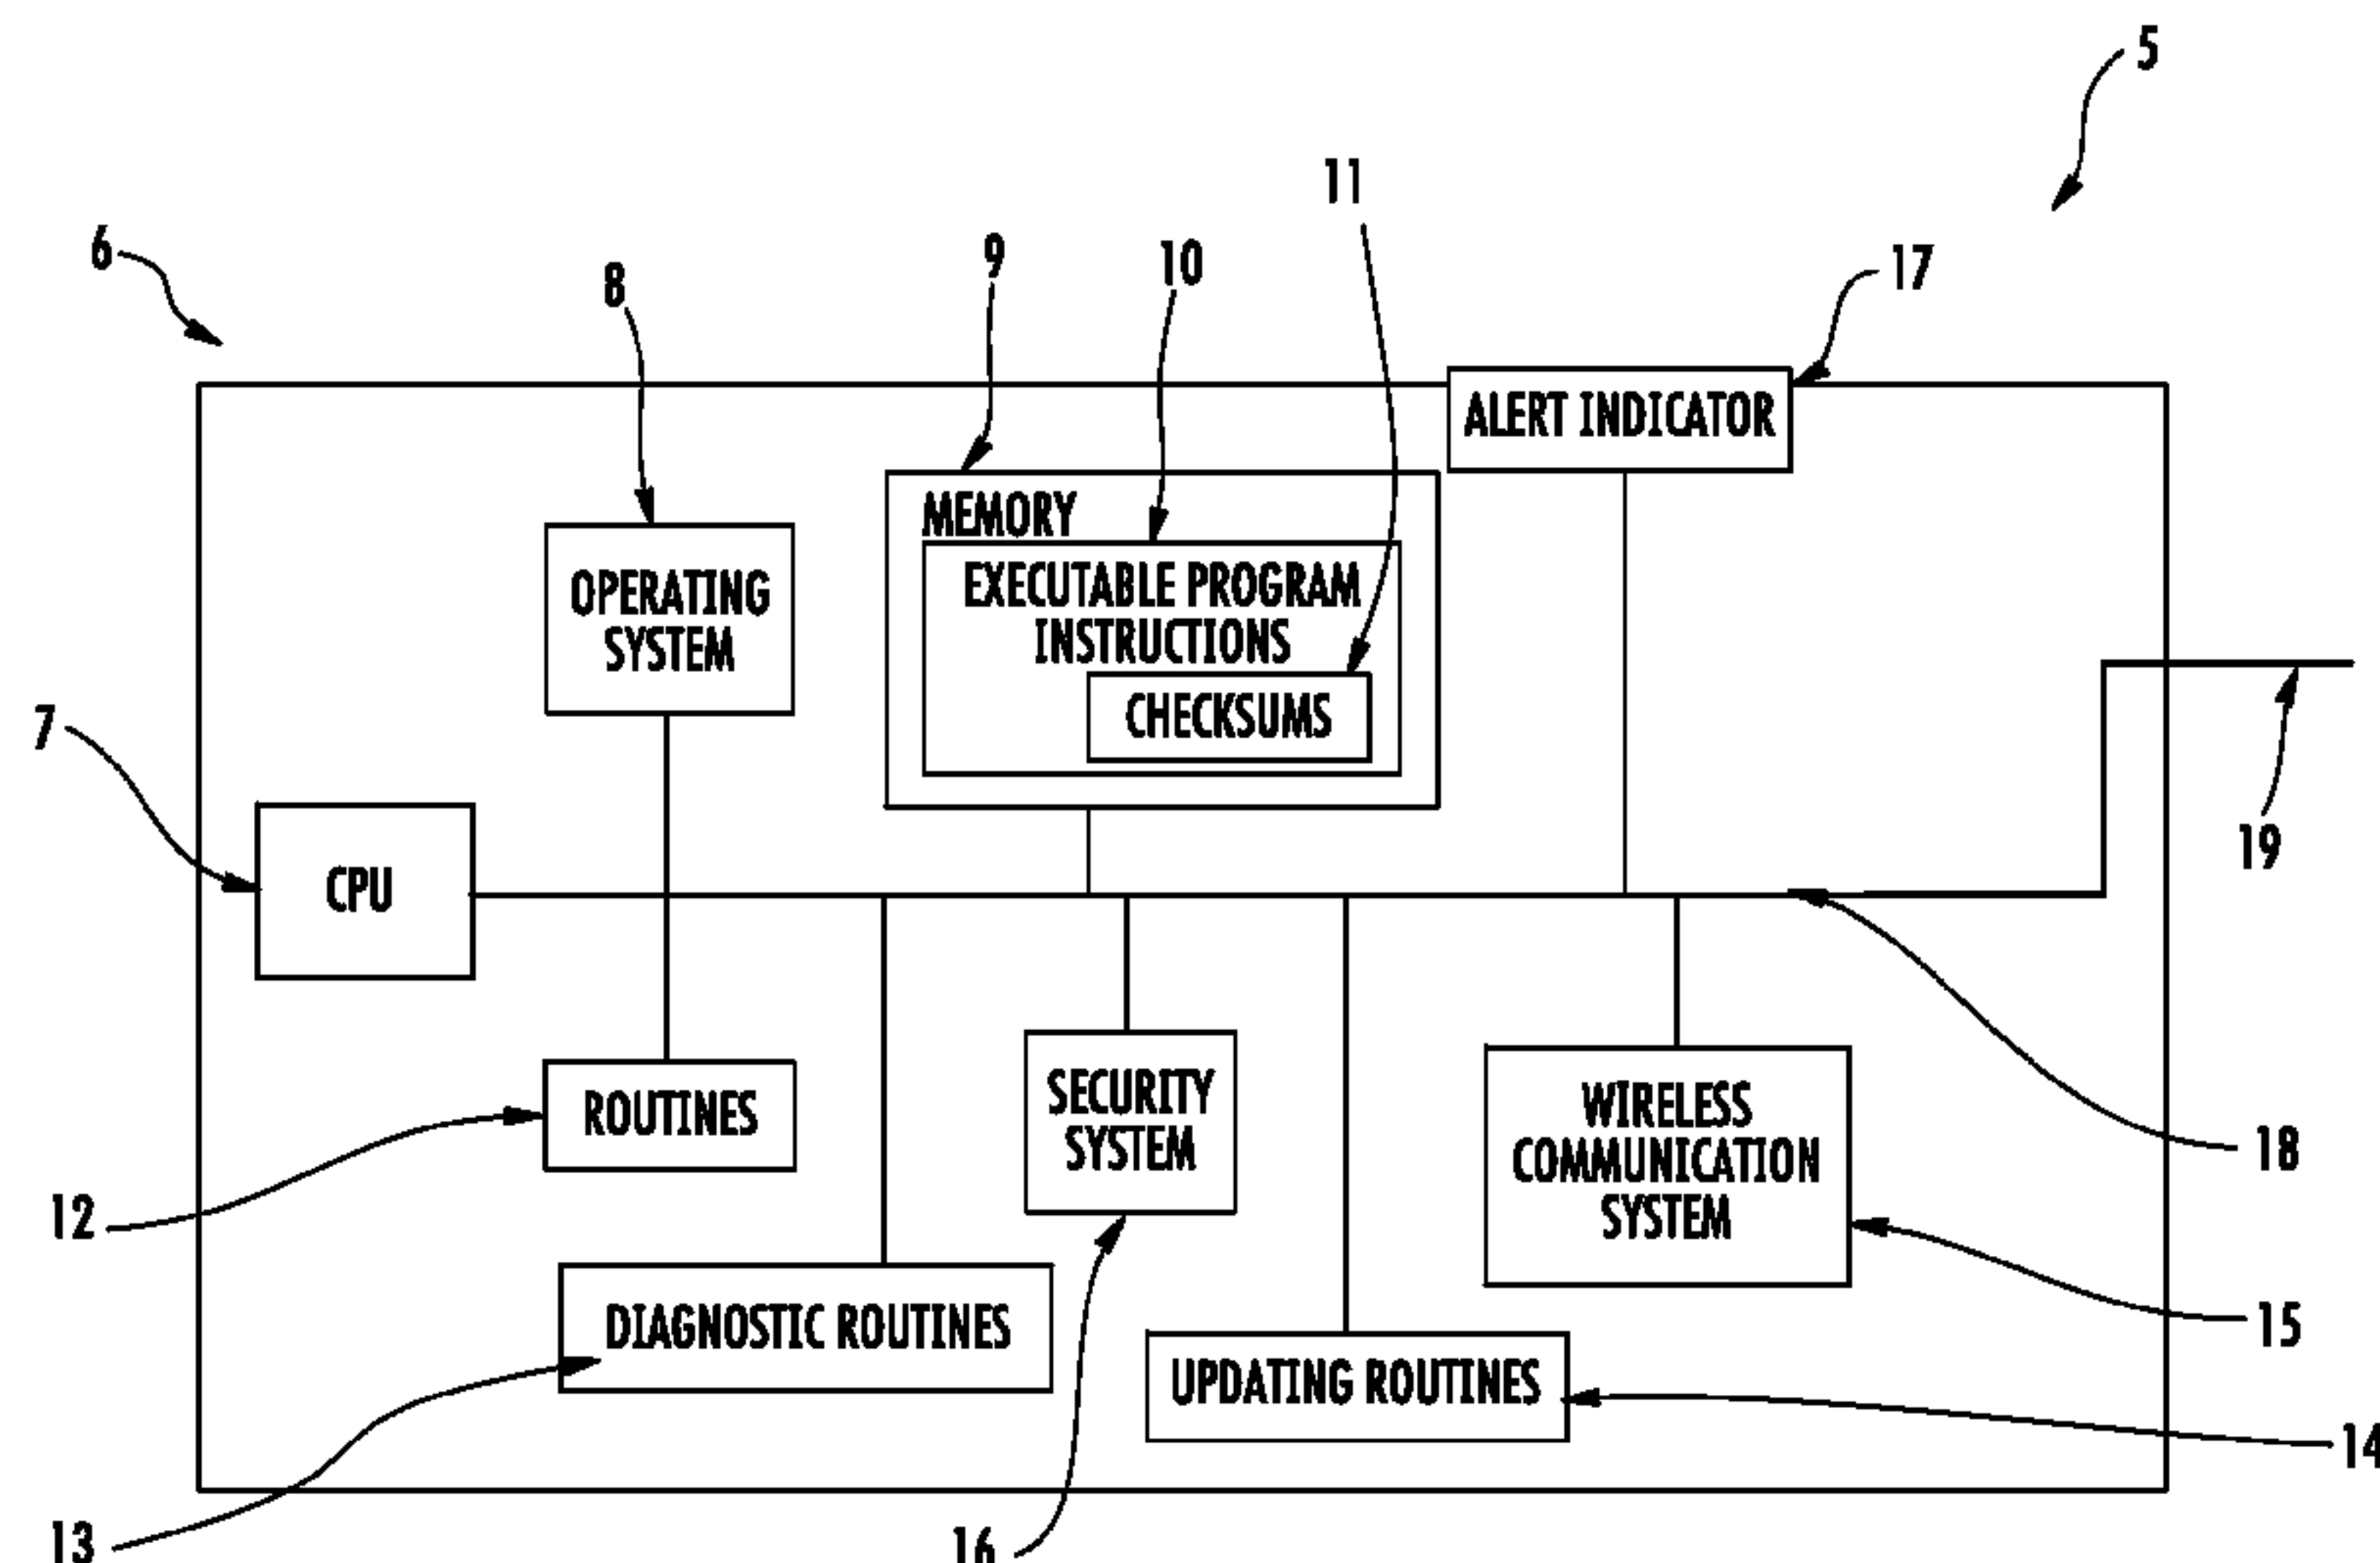 5
11
6
9
10
17
8
ALERT INDICATOR
MEMORY
OPERATING
SYSTEM
EXECUTABLE PROGRAM
INSTRUCTIONS
CHECKSUMS
7
19
CPU
ROUTINES
SECURITY
SYSTEM
WIRELESS
COMMUNICATION
SYSTEM
18
12
DIAGNOSTIC ROUTINES
15
UPDATING ROUTINES
14
13
16